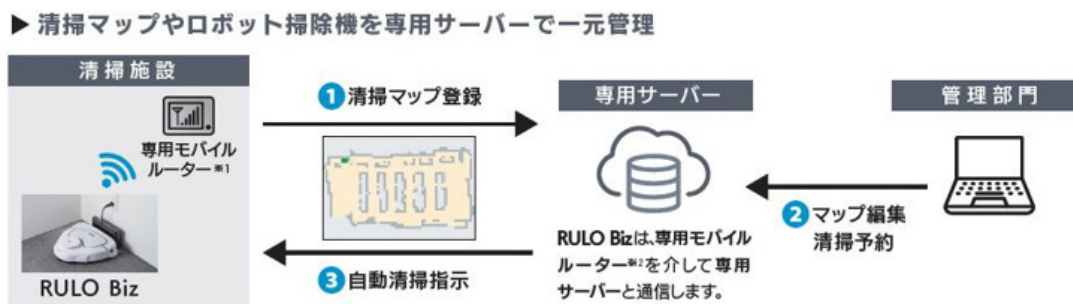 ▶ 清掃マップやロボット掃除機を専用サーバーで一元管理
清掃施設
専用モバイル
ルーター※1
RULO Biz
1 清掃マップ登録
3 自動清掃指示
専用サーバー
RULO Bizは、専用モバイル
ルーター※2を介して専用
サーバーと通信します。
管理部門
2 マップ編集
清掃予約